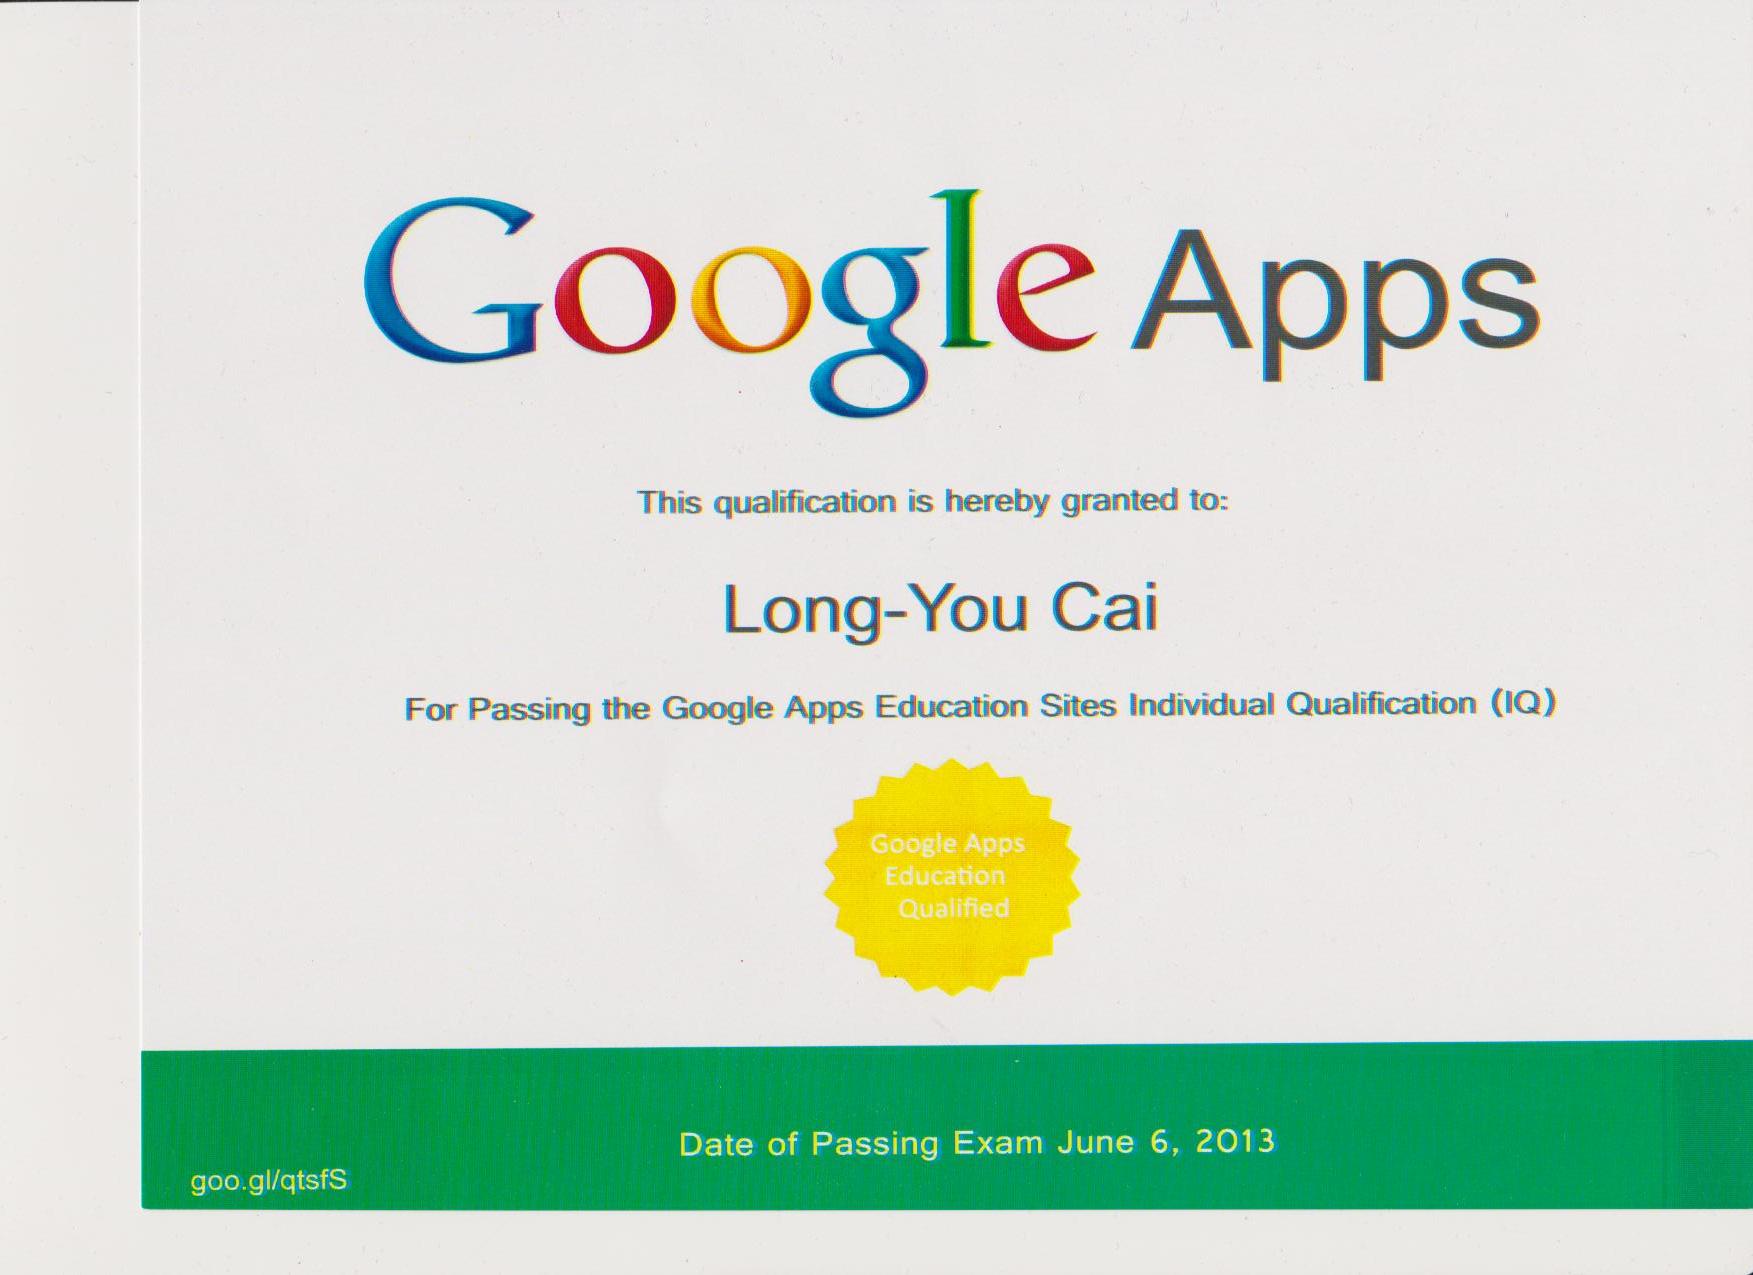 Google Apps
This qualification is hereby granted to:
Long-You Cai
For Passing the Google Apps Education Sites Individual Qualification (IQ)
Google Apps
Education
Qualified
Date of Passing Exam June 6, 2013
goo.gl/qtsfS